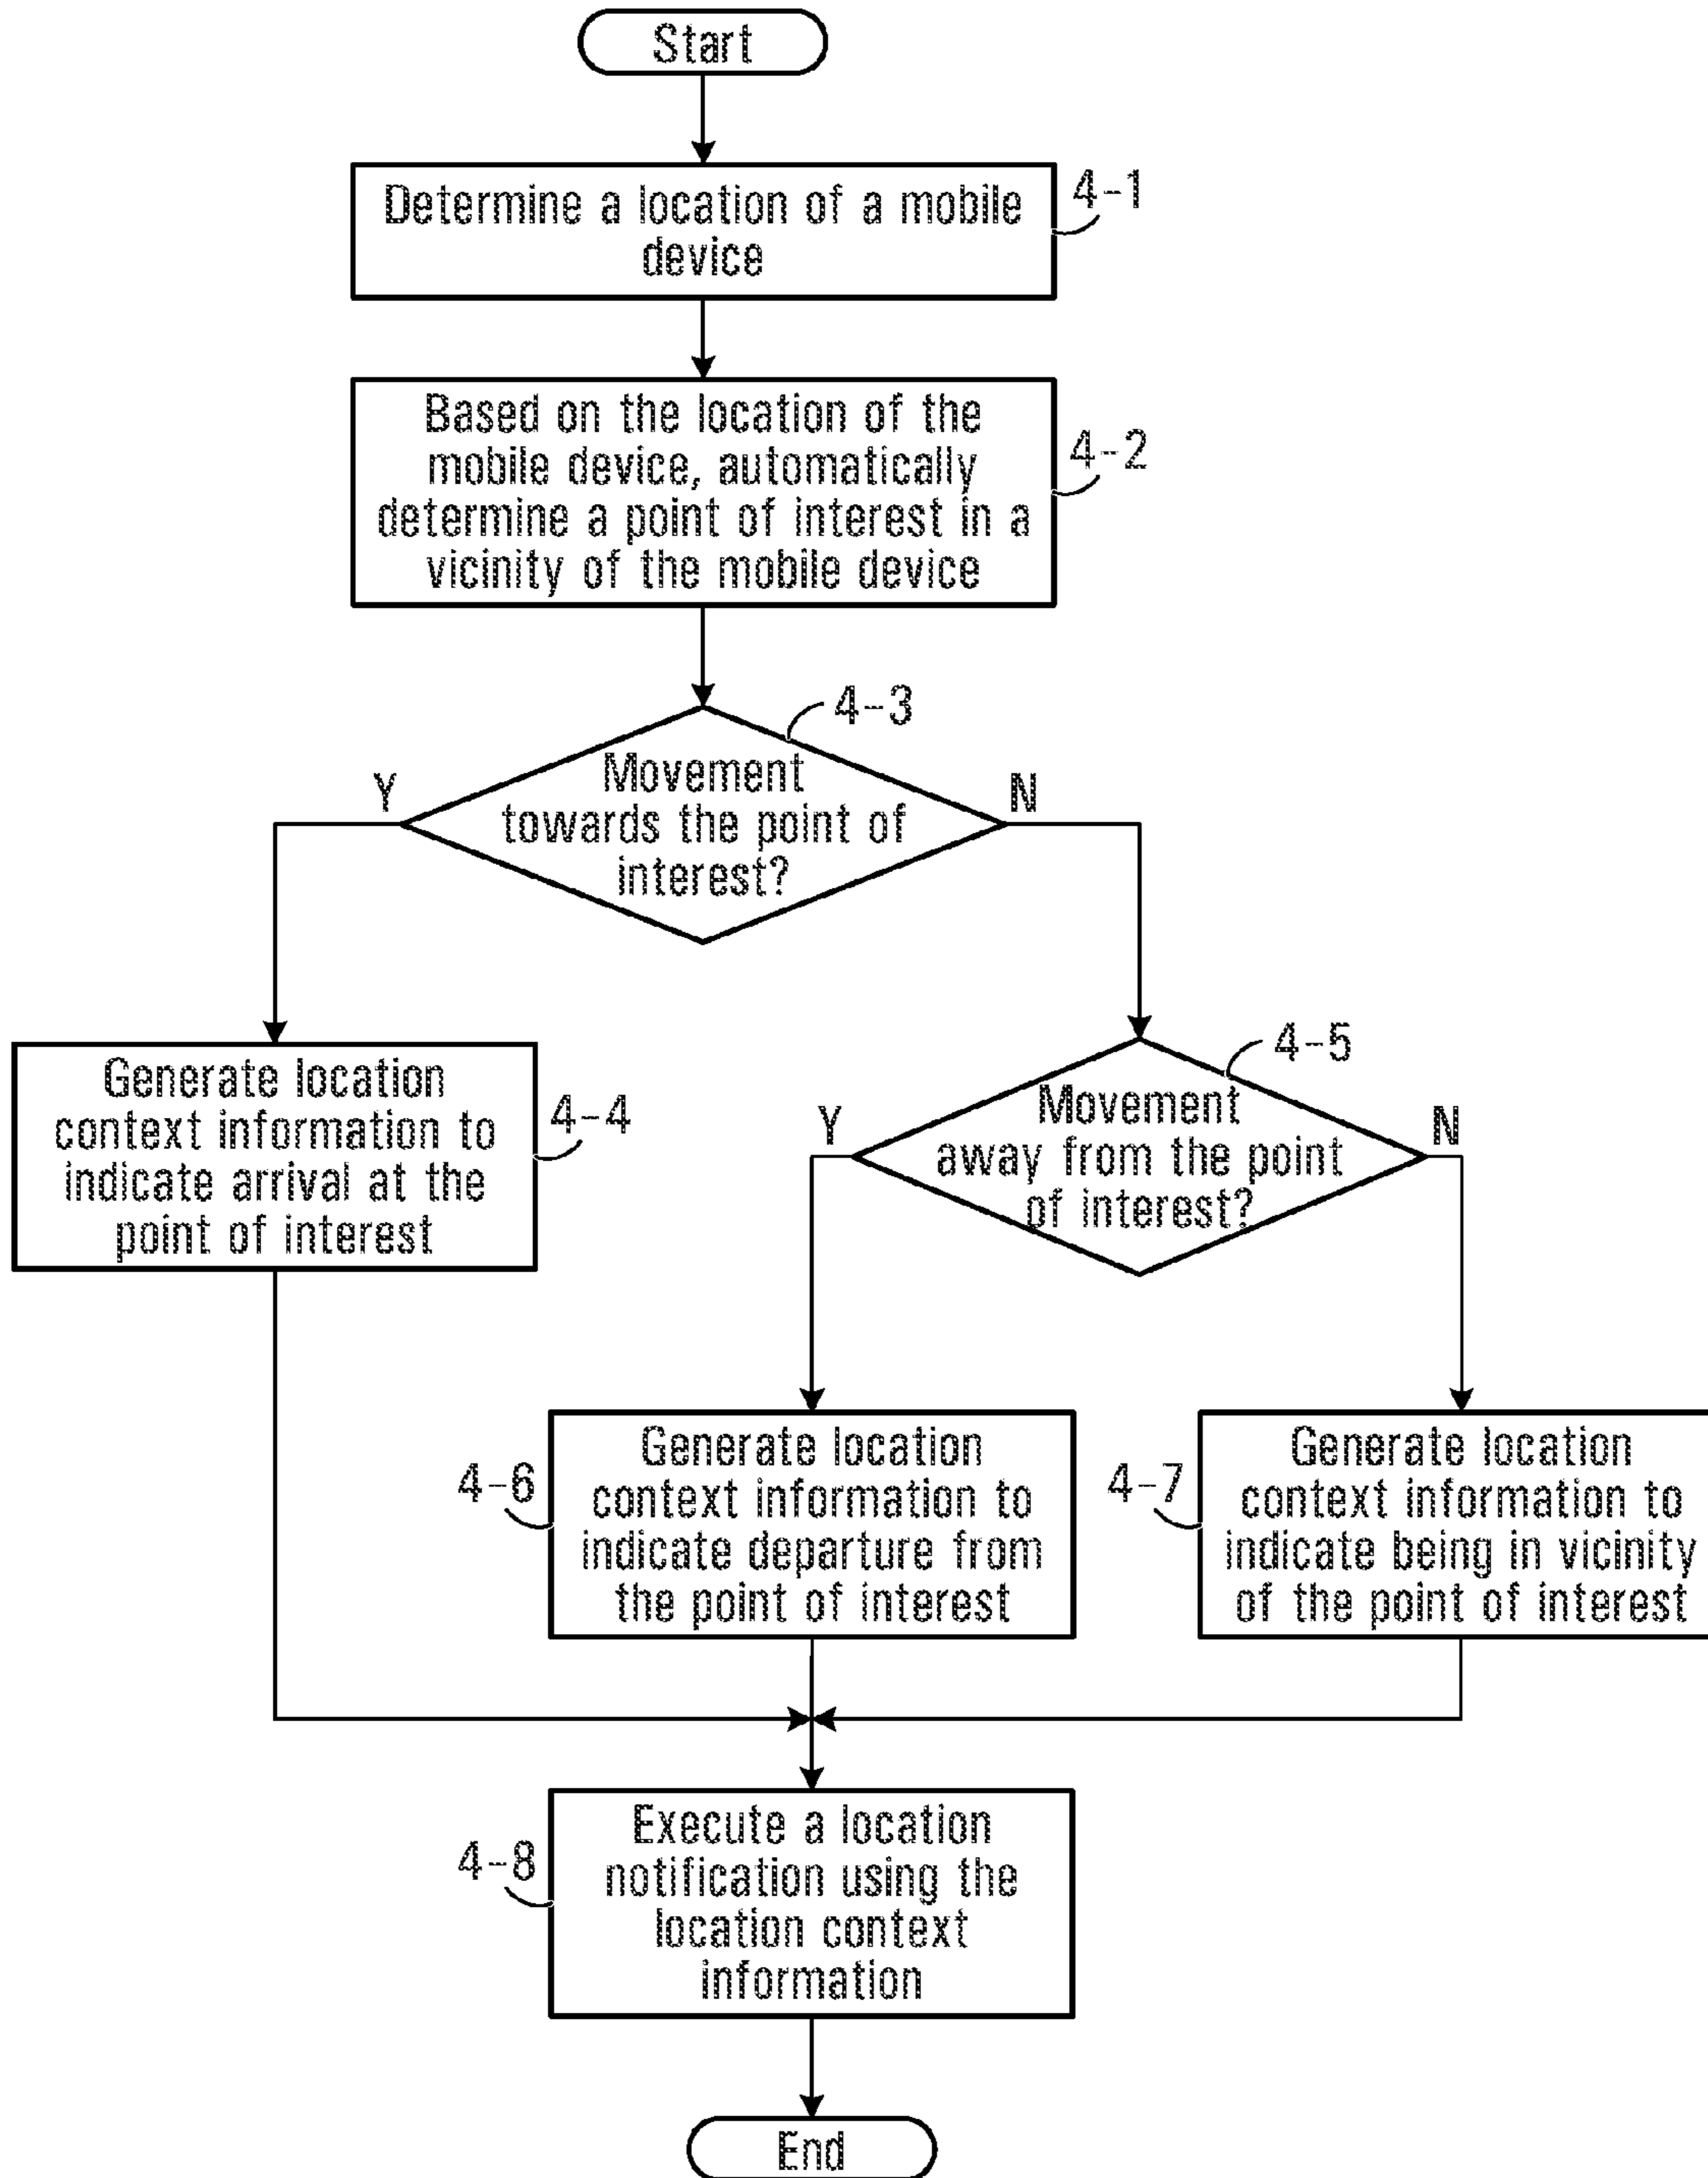 Start
Determine a location of a mobile
device
4-1
Based on the location of the
mobile device, automatically
determine a point of interest in a
vicinity of the mobile device
4-2
4-3
Movement
towards the point of
interest?
Y
N
Generate location
context information to
indicate arrival at the
point of interest
4-4
4-5
Movement
away from the point
of interest?
Y
N
4-6
Generate location
context information to
indicate departure from
the point of interest
4-7
Generate location
context information to
indicate being in vicinity
of the point of interest
4-8
Execute a location
notification using the
location context
information
End